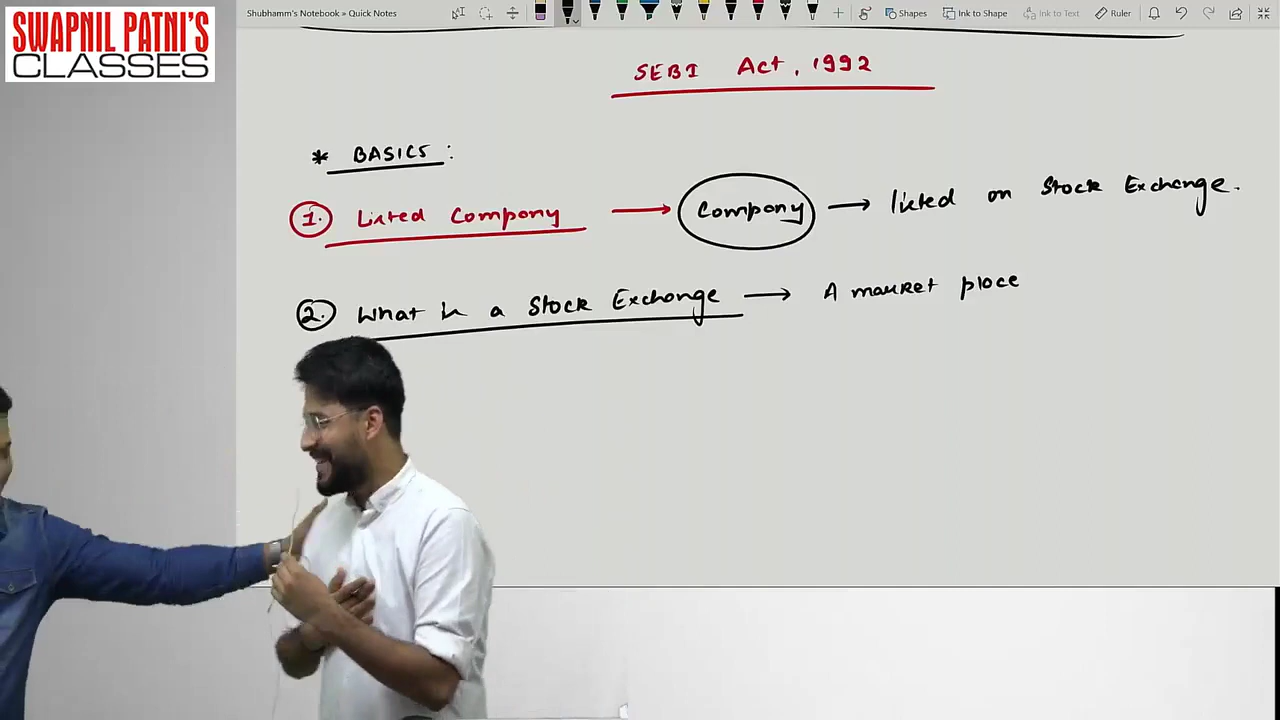 SWAPNIL PATNI'S
CLASSES
Shubhamm's Notebook » Quick Notes
Shapes
Ink to Shape
Ink to Text
Ruler
SEBI Act, 1992
* BASICS :
1. Listed Company → Company → listed on Stock Exchange.
2. What is a Stock Exchange → A market place